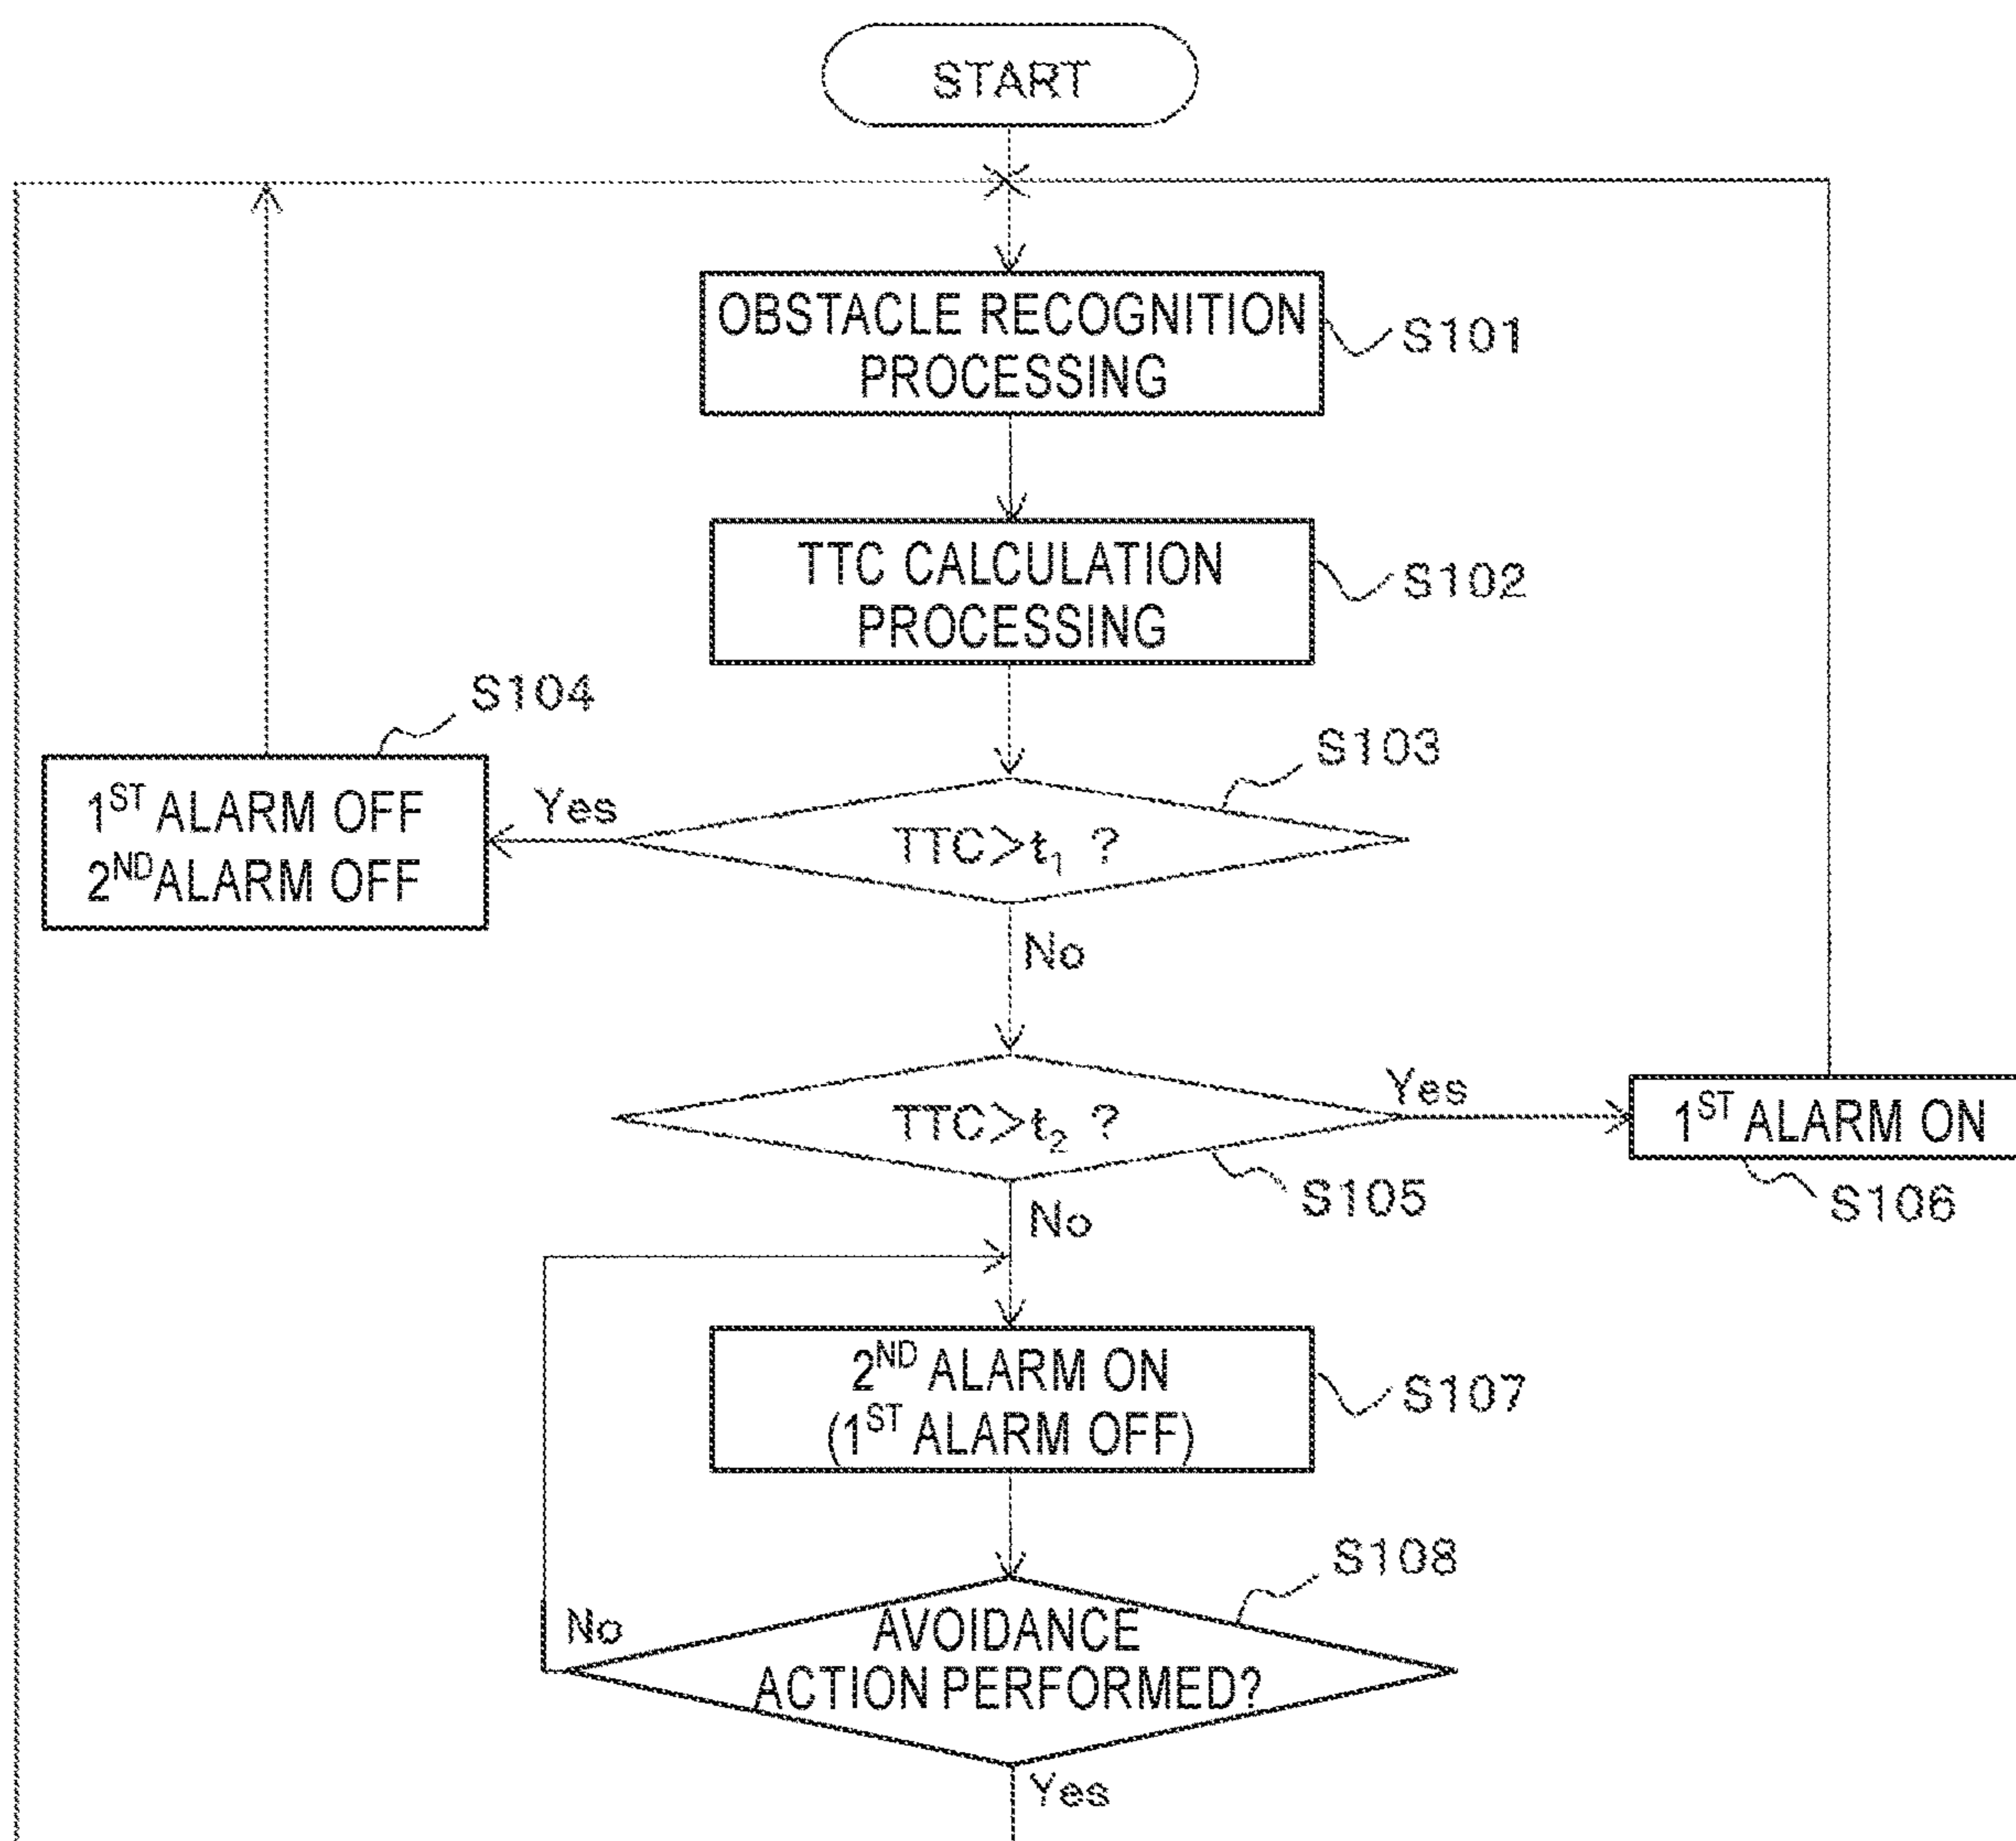 START
OBSTACLE RECOGNITION
PROCESSING
S101
TTC CALCULATION
PROCESSING
S102
S104
1ST ALARM OFF
2ND ALARM OFF
Yes
S103
TTC>t1 ?
No
TTC>t2 ?
Yes
1ST ALARM ON
S105
S106
No
2ND ALARM ON
(1ST ALARM OFF)
S107
S108
No
AVOIDANCE
ACTION PERFORMED?
Yes